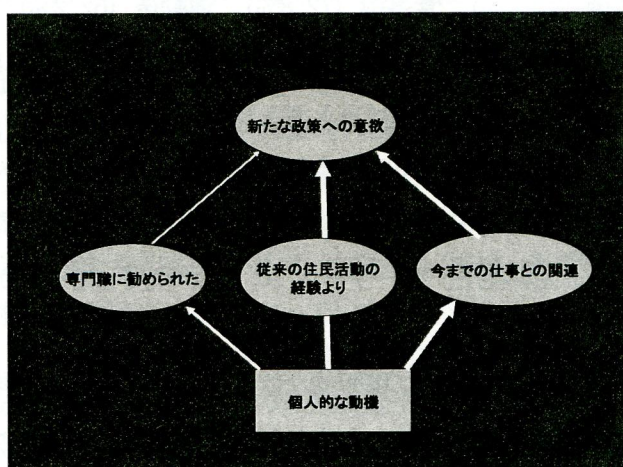 新たな政策への意欲
専門職に勧められた
従来の住民活動の
経験より
今までの仕事との関連
個人的な動機